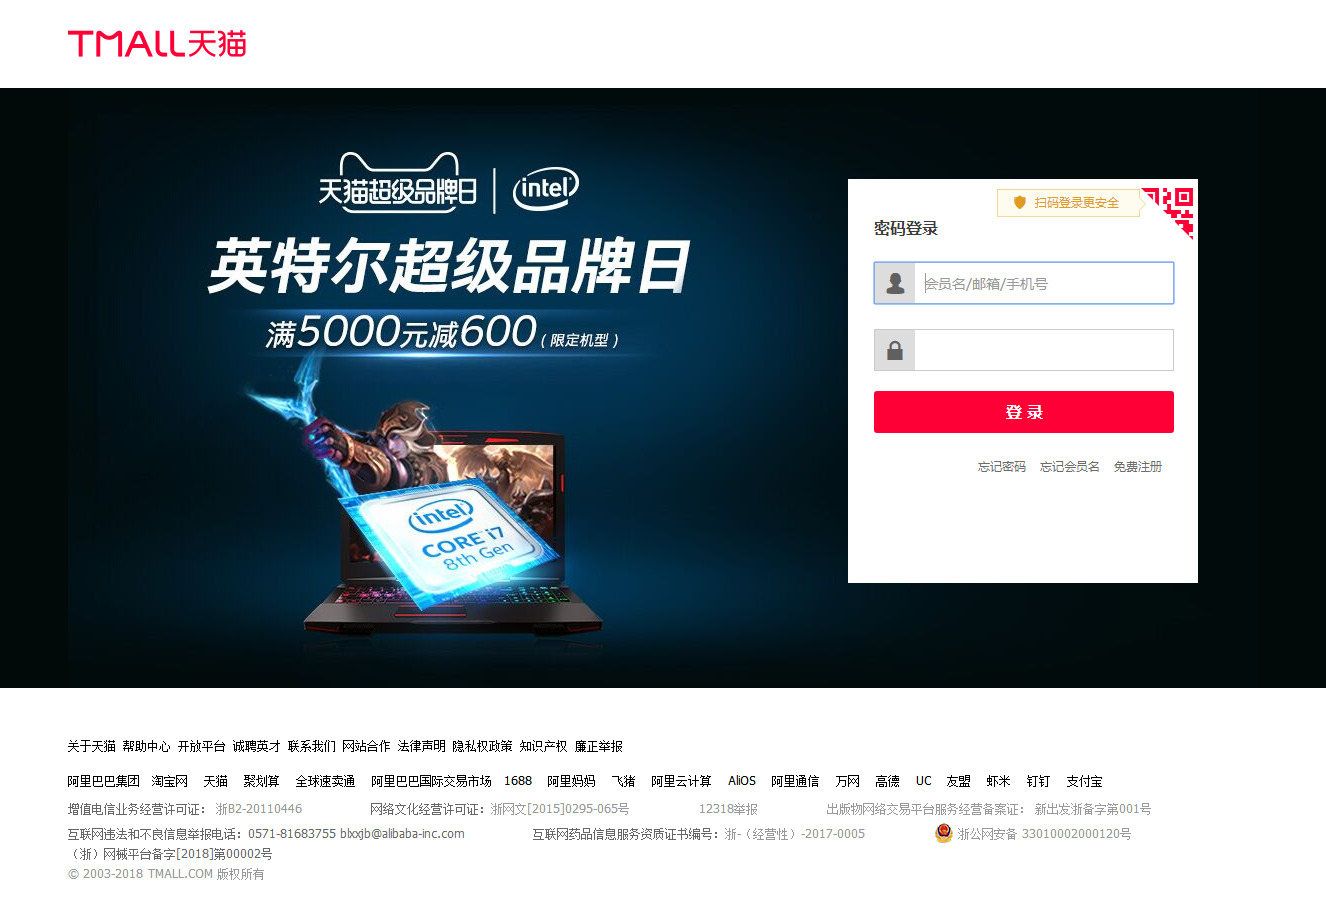 TMALL天猫
天猫超级品牌日 intel
英特尔超级品牌日
满5000元减600(限定机型)
intel
CORE i7
8th Gen
扫码登录更安全
密码登录
会员名/邮箱/手机号
登 录
忘记密码 忘记会员名 免费注册
关于天猫 帮助中心 开放平台 诚聘英才 联系我们 网站合作 法律声明 隐私权政策 知识产权 廉正举报
阿里巴巴集团 淘宝网 天猫 聚划算 全球速卖通 阿里巴巴国际交易市场 1688 阿里妈妈 飞猪 阿里云计算 AliOS 阿里通信 万网 高德 UC 友盟 虾米 钉钉 支付宝
增值电信业务经营许可证： 浙B2-20110446 网络文化经营许可证：浙网文[2015]0295-065号 12318举报 出版物网络交易平台服务经营备案证： 新出发浙备字第001号
互联网违法和不良信息举报电话：0571-81683755 blxxjb@alibaba-inc.com 互联网药品信息服务资质证书编号：浙-（经营性）-2017-0005 浙公网安备 33010002000120号
（浙）网械平台备字[2018]第00002号
© 2003-2018 TMALL.COM 版权所有